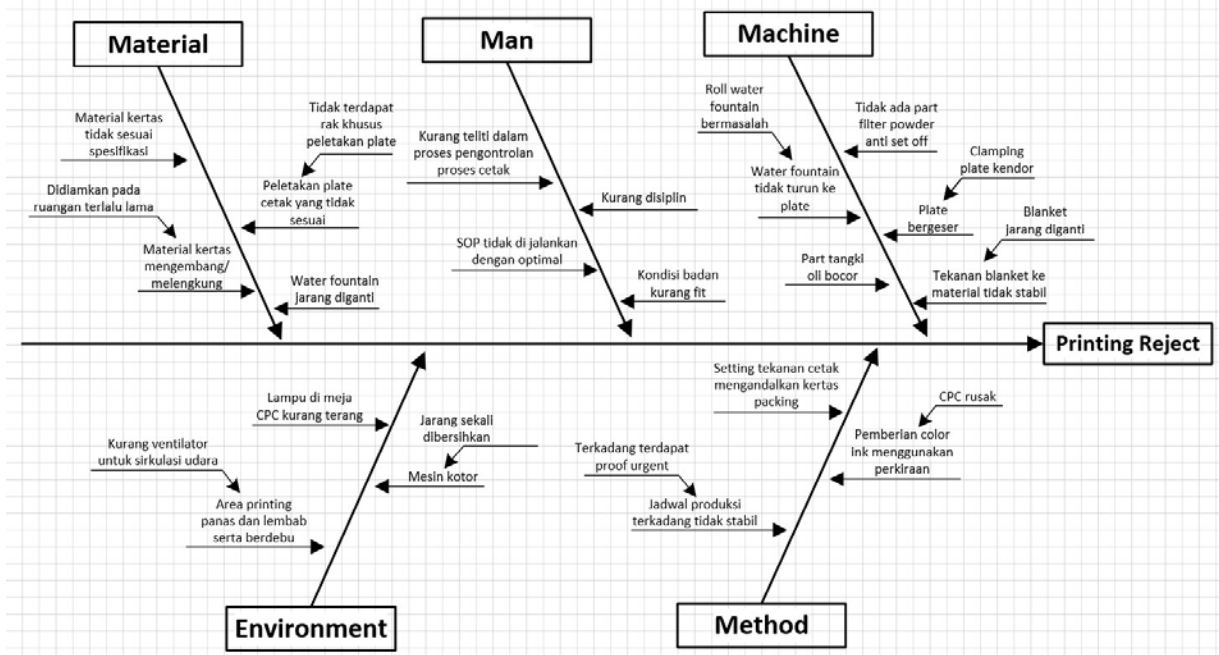 Material
Man
Machine
Material kertas
tidak sesuai
spesifikasi
Tidak terdapat
rak khusus
peletakan plate
Didiamkan pada
ruangan terlalu lama
Peletakan plate
cetak yang tidak
sesuai
Material kertas
mengembang/
melengkung
Water fountain
jarang diganti
Kurang teliti dalam
proses pengontrolan
proses cetak
Kurang disiplin
SOP tidak di jalankan
dengan optimal
Kondisi badan
kurang fit
Roll water
fountain
bermasalah
Tidak ada part
filter powder
anti set off
Water fountain
tidak turun ke
plate
Clamping
plate kendor
Plate
bergeser
Part tangki
oli bocor
Blanket
jarang diganti
Tekanan blanket ke
material tidak stabil
Printing Reject
Lampu di meja
CPC kurang terang
Jarang sekali
dibersihkan
Mesin kotor
Kurang ventilator
untuk sirkulasi udara
Area printing
panas dan lembab
serta berdebu
Setting tekanan cetak
mengandalkan kertas
packing
CPC rusak
Pemberian color
ink menggunakan
perkiraan
Terkadang terdapat
proof urgent
Jadwal produksi
terkadang tidak stabil
Environment
Method